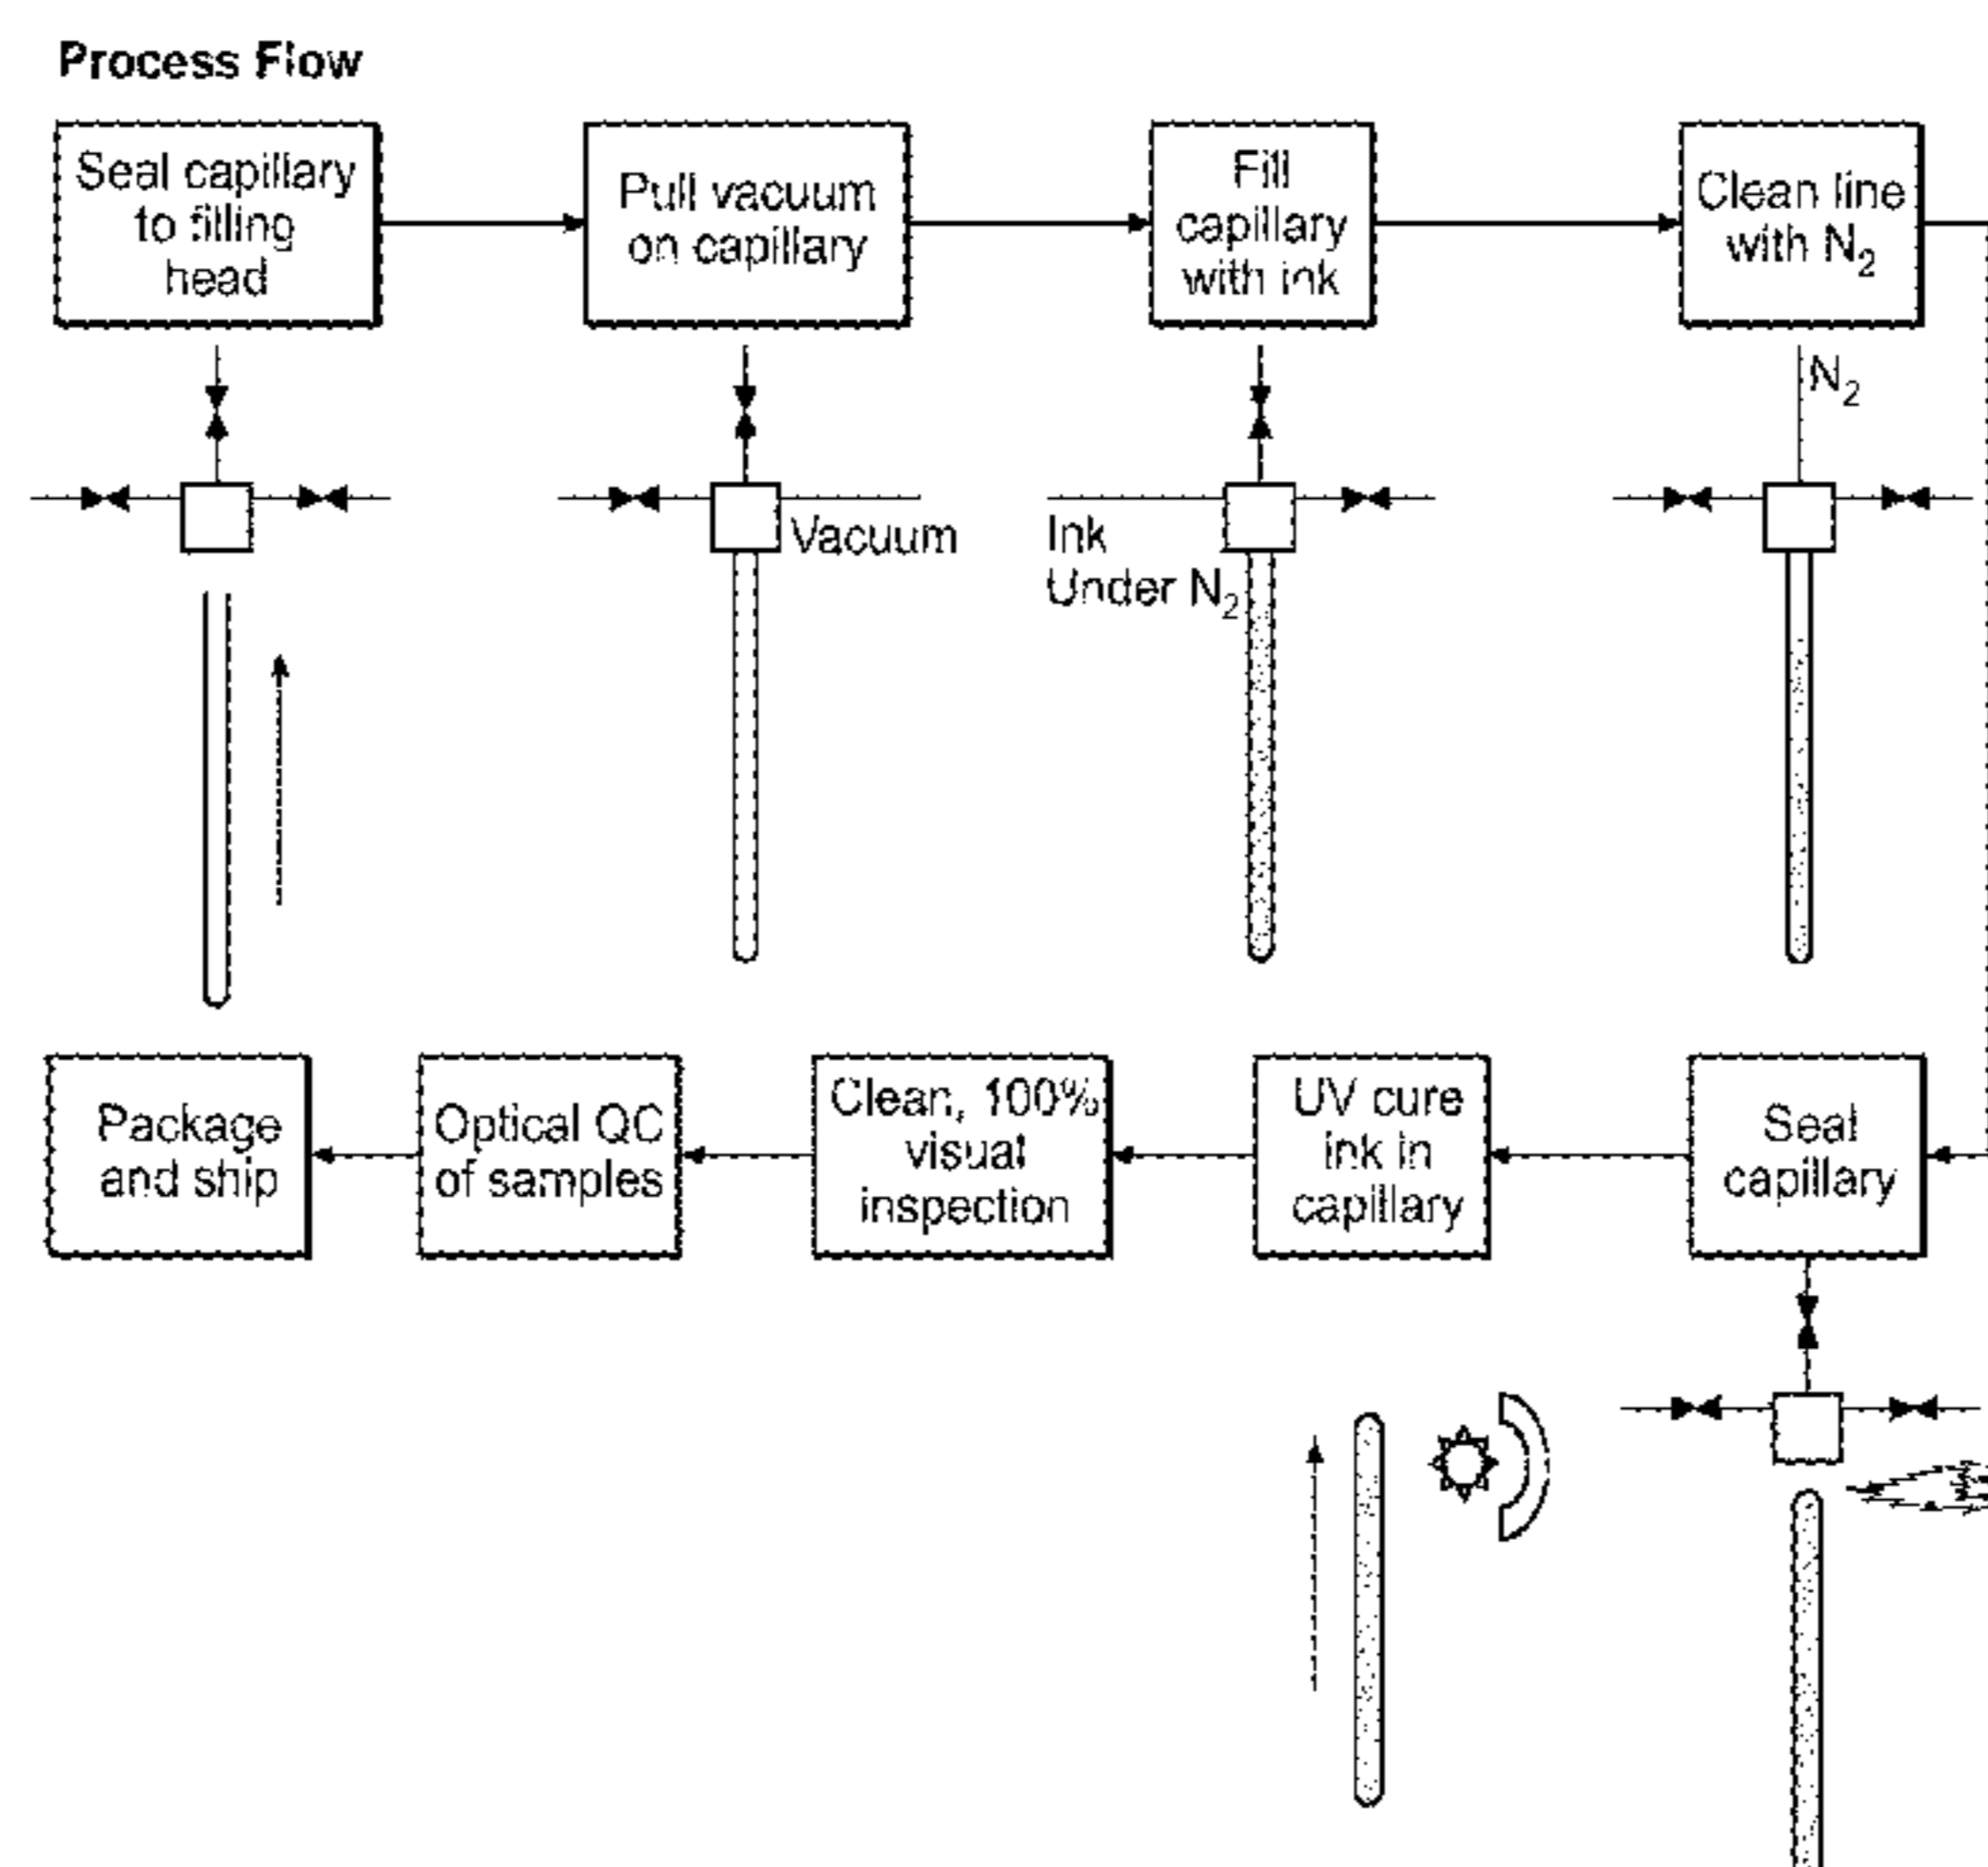 Process Flow
Seal capillary
to filling
head
Pull vacuum
on capillary
Fill
capillary
with ink
Clean line
with N2
N2
Vacuum
Ink
Under N2
Package
and ship
Optical QC
of samples
Clean, 100%
visual
inspection
UV cure
ink in
capillary
Seal
capillary